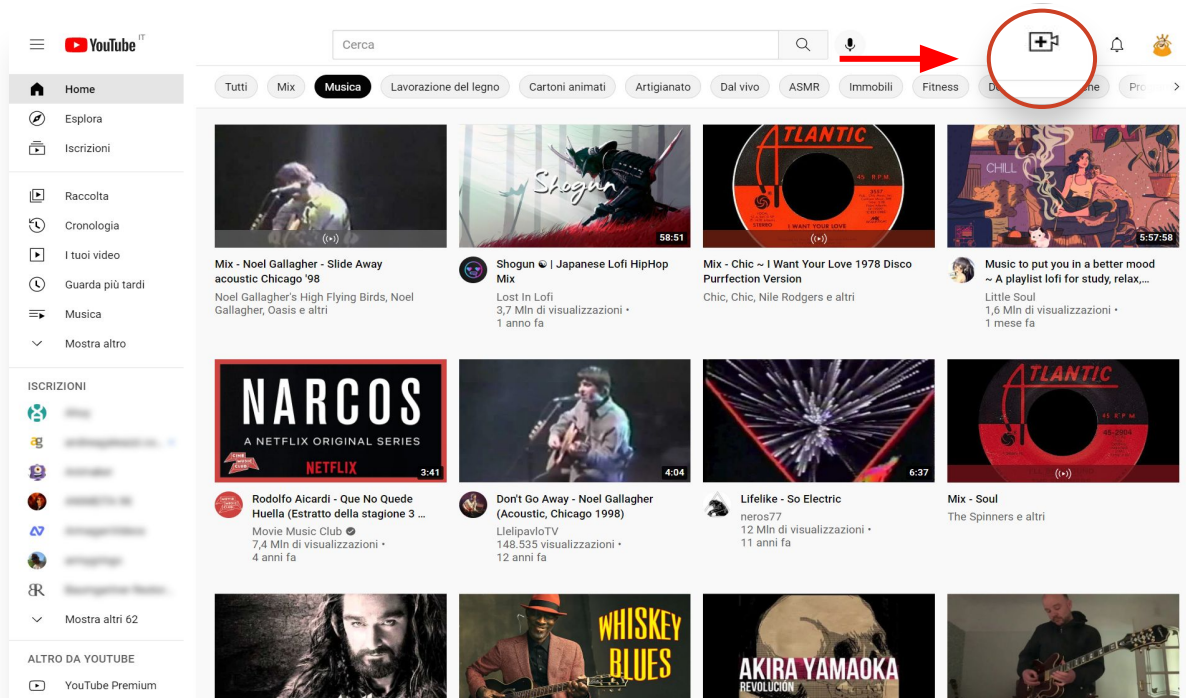 YouTube IT
Cerca
Home
Esplora
Iscrizioni
Raccolta
Cronologia
I tuoi video
Guarda più tardi
Musica
Mostra altro
ISCRIZIONI
Mostra altri 62
ALTRO DA YOUTUBE
YouTube Premium
Tutti
Mix
Musica
Lavorazione del legno
Cartoni animati
Artigianato
Dal vivo
ASMR
Immobili
Fitness
Mix - Noel Gallagher - Slide Away
acoustic Chicago '98
Noel Gallagher's High Flying Birds, Noel
Gallagher, Oasis e altri
Shogun
58:51
Shogun ☯ | Japanese Lofi HipHop
Mix
Lost In Lofi
3,7 Mln di visualizzazioni •
1 anno fa
ATLANTIC
45 R.P.M
I WANT YOUR LOVE
Mix - Chic ~ I Want Your Love 1978 Disco
Purrfection Version
Chic, Chic, Nile Rodgers e altri
CHILL
5:57:58
Music to put you in a better mood
~ A playlist lofi for study, relax,...
Little Soul
1,6 Mln di visualizzazioni •
1 mese fa
NARCOS
A NETFLIX ORIGINAL SERIES
CINE
MUSIC
CLUB
NETFLIX
3:41
Rodolfo Aicardi - Que No Quede
Huella (Estratto della stagione 3 ...
Movie Music Club
7,4 Mln di visualizzazioni •
4 anni fa
4:04
Don't Go Away - Noel Gallagher
(Acoustic, Chicago 1998)
LlelipavloTV
148.535 visualizzazioni •
12 anni fa
6:37
Lifelike - So Electric
neros77
12 Mln di visualizzazioni •
11 anni fa
ATLANTIC
45 R.P.M
Mix - Soul
The Spinners e altri
WHISKEY
BLUES
AKIRA YAMAOKA
REVOLUCIÓN